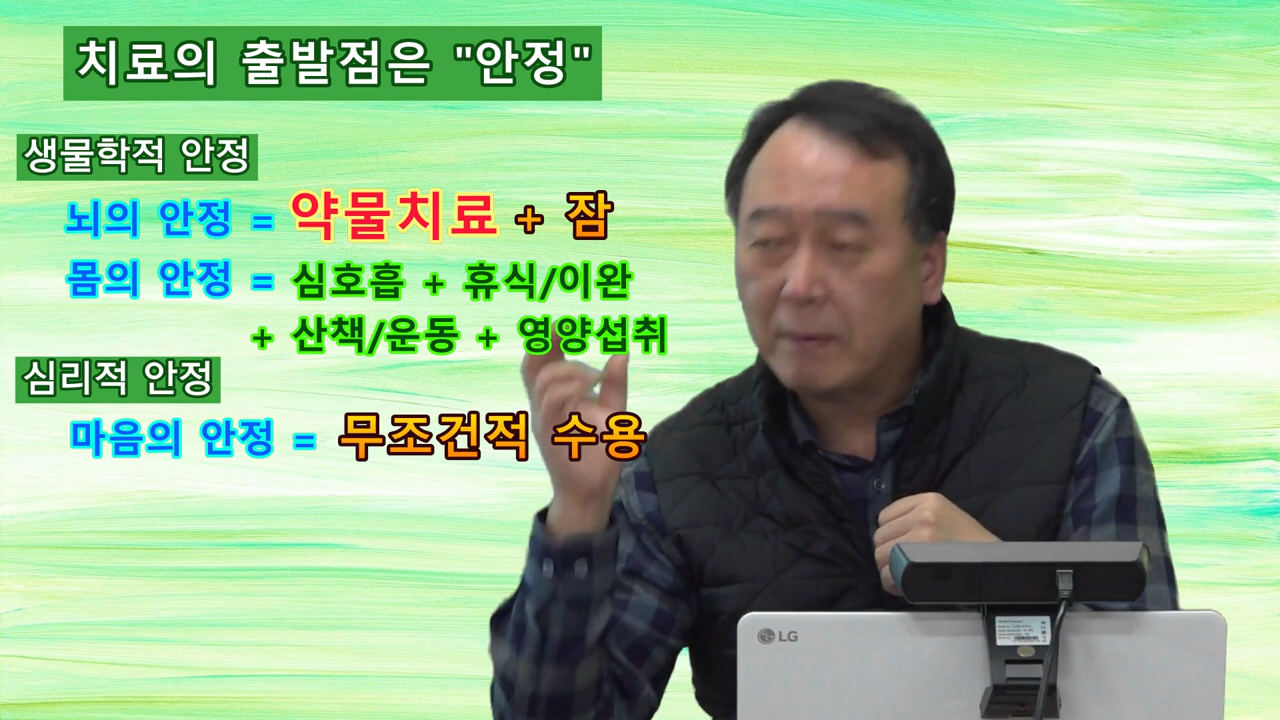 치료의 출발점은 "안정"
생물학적 안정
뇌의 안정 = 약물치료 + 잠
몸의 안정 = 심호흡 + 휴식/이완
+ 산책/운동 + 영양섭취
심리적 안정
마음의 안정 = 무조건적 수용
LG